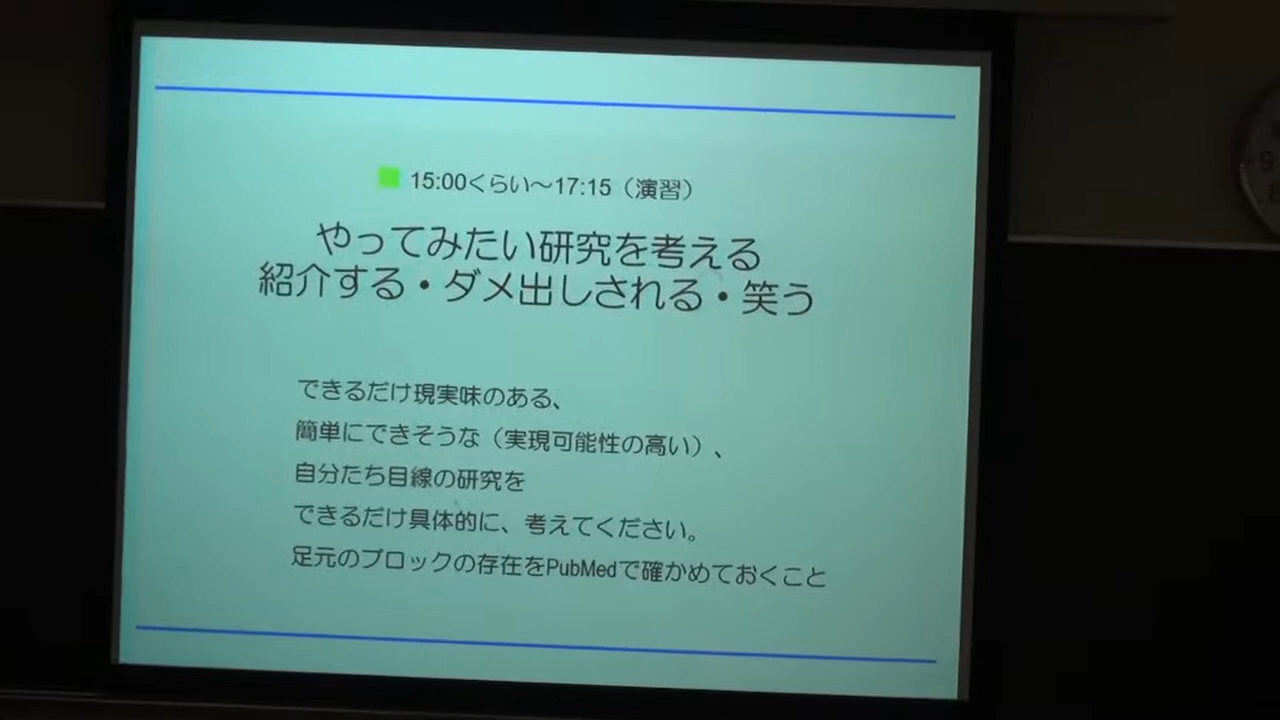 15:00くらい～17:15（演習）
やってみたい研究を考える
紹介する・ダメ出しされる・笑う
できるだけ現実味のある、
簡単にできそうな（実現可能性の高い）、
自分たち目線の研究を
できるだけ具体的に、考えてください。
足元のブロックの存在をPubMedで確かめておくこと